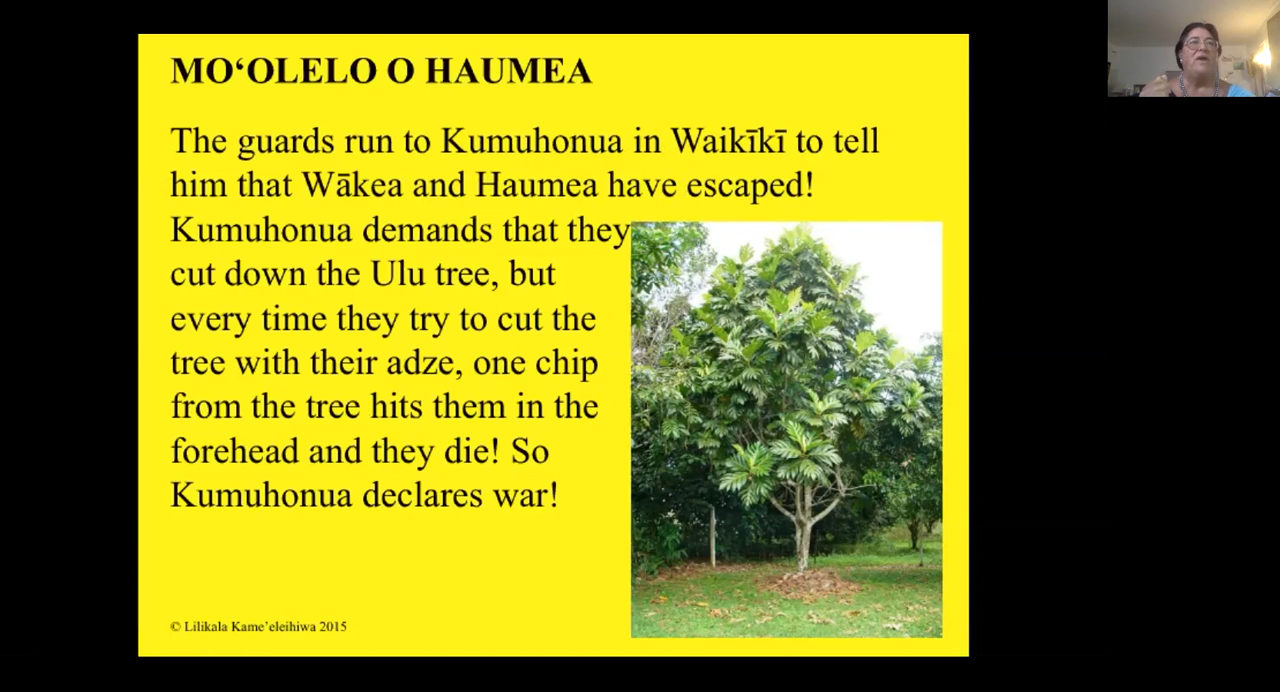 MOʻOLELO O HAUMEA
The guards run to Kumuhonua in Waikīkī to tell
him that Wākea and Haumea have escaped!
Kumuhonua demands that they
cut down the Ulu tree, but
every time they try to cut the
tree with their adze, one chip
from the tree hits them in the
forehead and they die! So
Kumuhonua declares war!
© Lilikala Kame’eleihiwa 2015